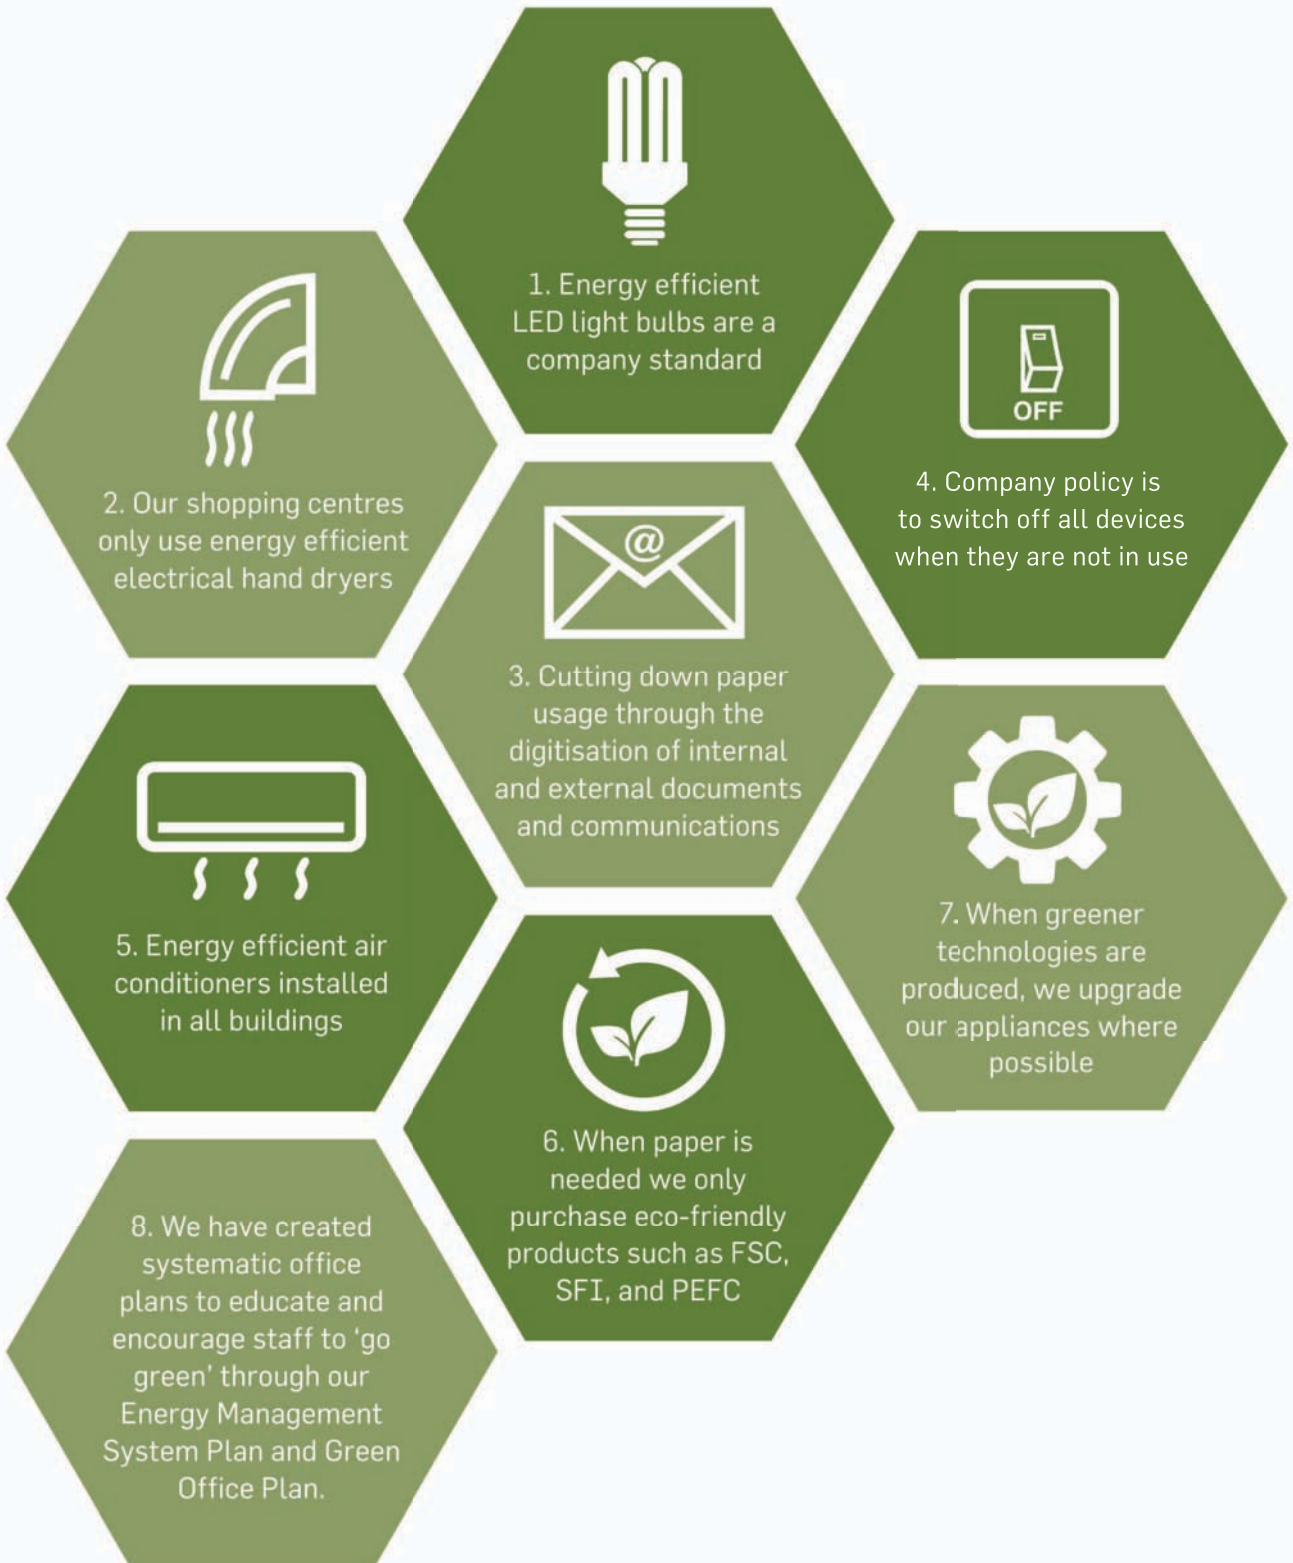 1. Energy efficient
LED light bulbs are a
company standard
2. Our shopping centres
only use energy efficient
electrical hand dryers
@
3. Cutting down paper
usage through the
digitisation of internal
and external documents
and communications
OFF
4. Company policy is
to switch off all devices
when they are not in use
5. Energy efficient air
conditioners installed
in all buildings
6. When paper is
needed we only
purchase eco-friendly
products such as FSC,
SFI, and PEFC
7. When greener
technologies are
produced, we upgrade
our appliances where
possible
8. We have created
systematic office
plans to educate and
encourage staff to ‘go
green’ through our
Energy Management
System Plan and Green
Office Plan.